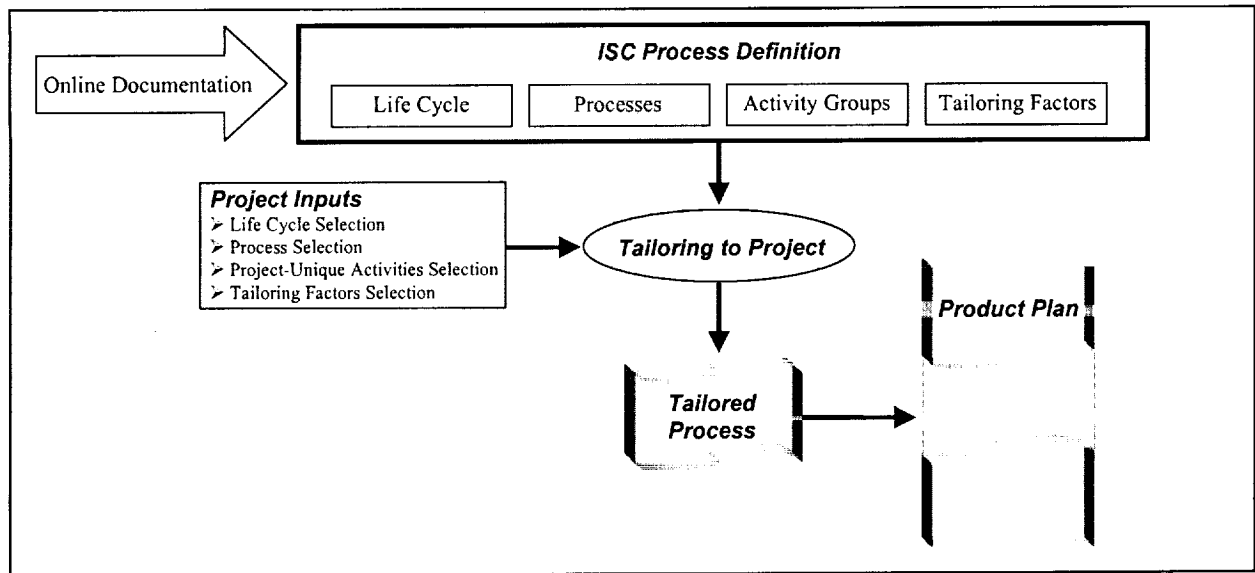 Online Documentation
ISC Process Definition
Life Cycle
Processes
Activity Groups
Tailoring Factors
Project Inputs
➢ Life Cycle Selection
➢ Process Selection
➢ Project-Unique Activities Selection
➢ Tailoring Factors Selection
Tailoring to Project
Product Plan
Tailored
Process